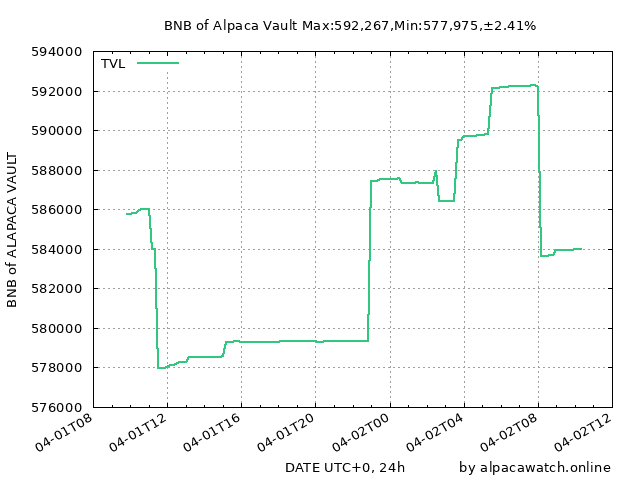 BNB of Alpaca Vault Max:592,267,Min:577,975,±2.41%
594000
TVL
592000
590000
588000
586000
584000
582000
580000
578000
576000
BNB of ALAPACA VAULT
04-01T08
04-01T12
04-01T16
04-01T20
04-02T00
04-02T04
04-02T08
04-02T12
DATE UTC+0, 24h
by alpacawatch.online